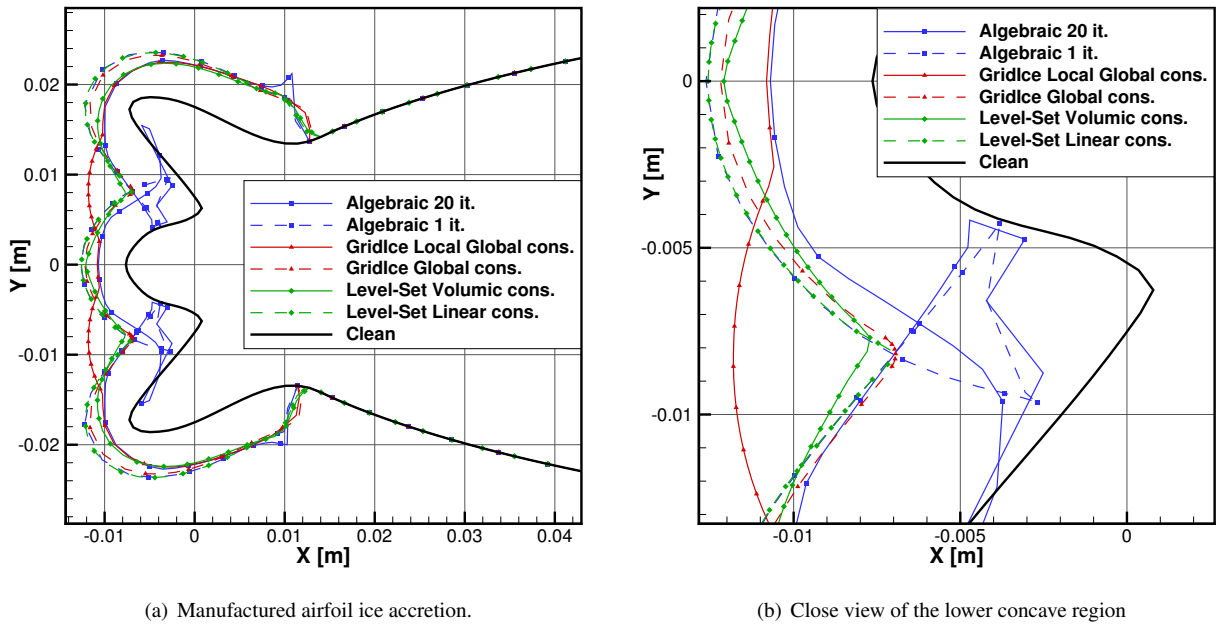 Algebraic 20 it.
Algebraic 1 it.
GridIce Local Global cons.
GridIce Global cons.
Level-Set Volumic cons.
Level-Set Linear cons.
Clean
Y [m]
0.02
0.01
0
-0.01
-0.02
-0.01 0 0.01 0.02 0.03 0.04
X [m]
(a) Manufactured airfoil ice accretion.
Algebraic 20 it.
Algebraic 1 it.
GridIce Local Global cons.
GridIce Global cons.
Level-Set Volumic cons.
Level-Set Linear cons.
Clean
Y [m]
0
-0.005
-0.01
-0.01 -0.005 0
X [m]
(b) Close view of the lower concave region